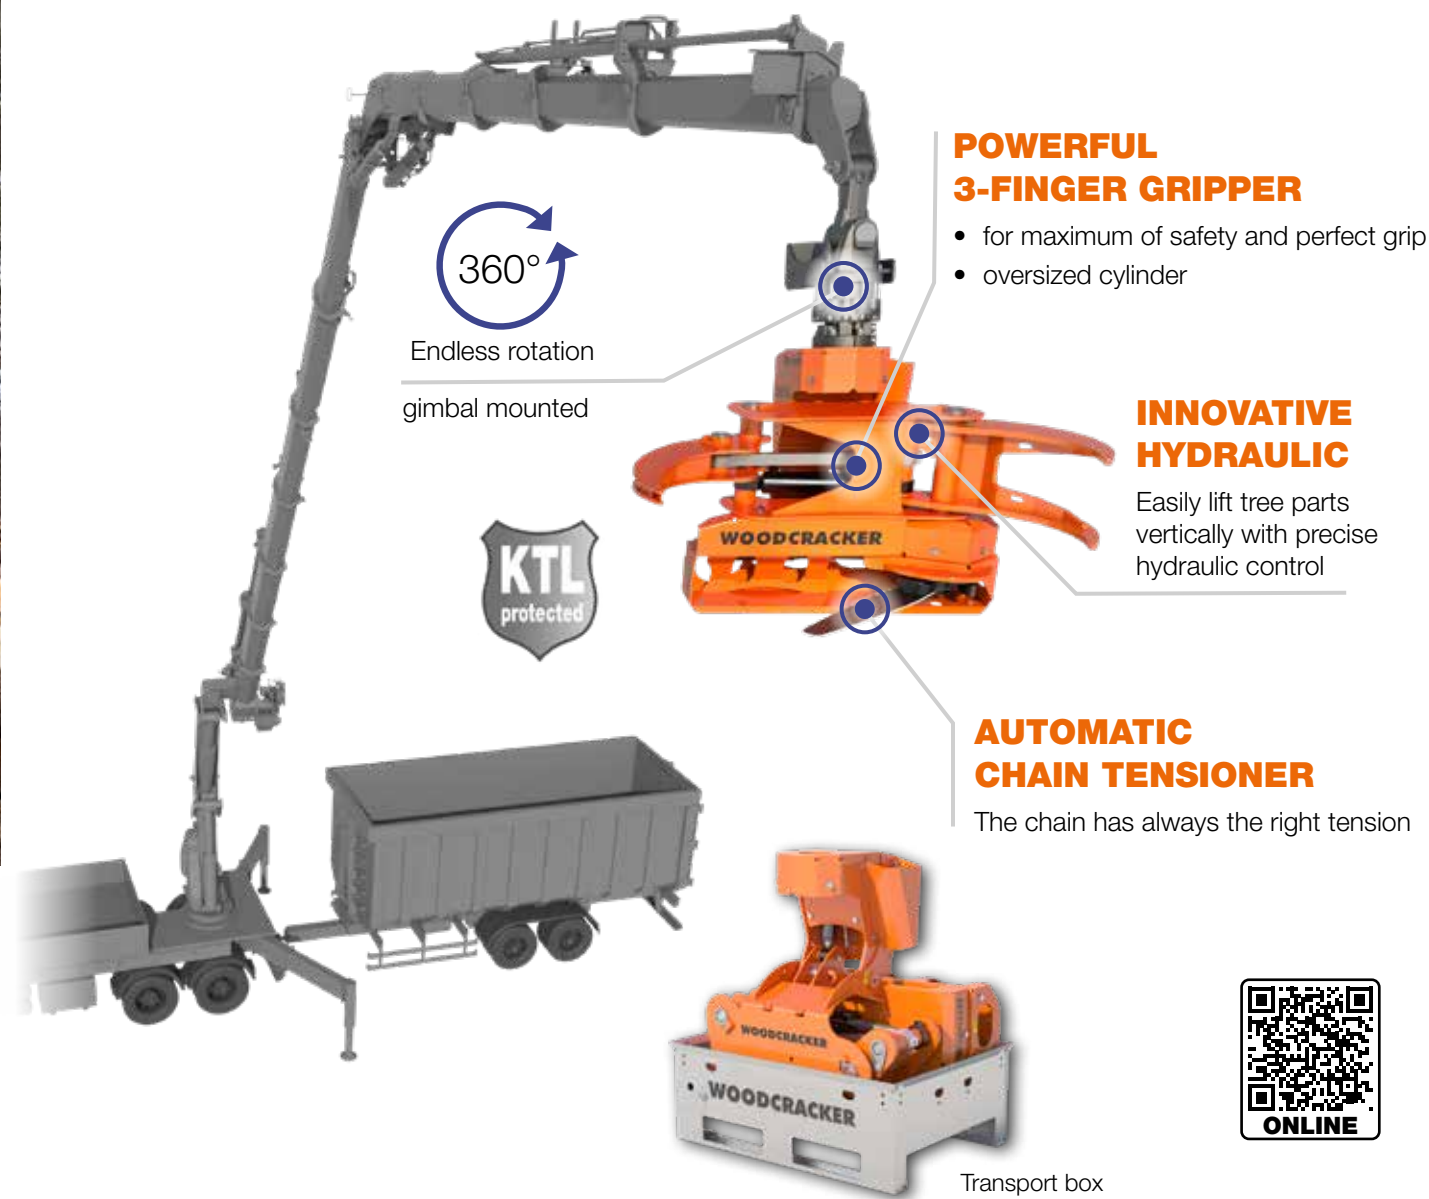 POWERFUL
3-FINGER GRIPPER
• for maximum of safety and perfect grip
• oversized cylinder
360°
Endless rotation
gimbal mounted
INNOVATIVE
HYDRAULIC
Easily lift tree parts
vertically with precise
hydraulic control
WOODCRACKER
KTL
protected
AUTOMATIC
CHAIN TENSIONER
The chain has always the right tension
WOODCRACKER
WOODCRACKER
ONLINE
Transport box